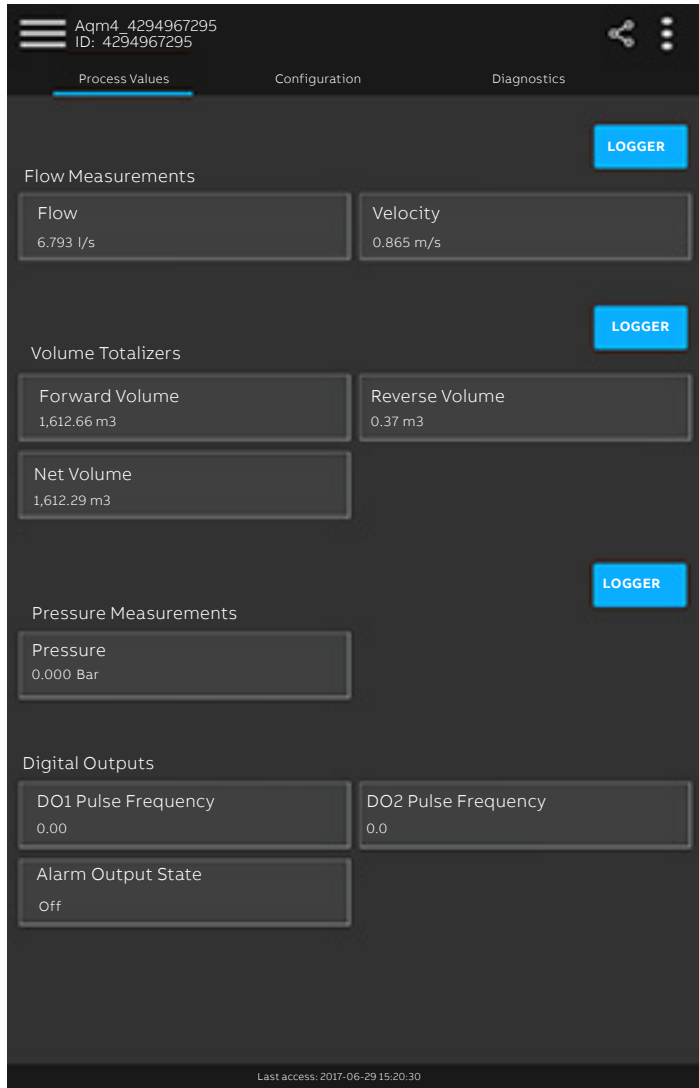 Aqm4_4294967295
ID: 4294967295
Process Values Configuration Diagnostics
LOGGER
Flow Measurements
Flow Velocity
6.793 l/s 0.865 m/s
LOGGER
Volume Totalizers
Forward Volume Reverse Volume
1,612.66 m3 0.37 m3
Net Volume
1,612.29 m3
LOGGER
Pressure Measurements
Pressure
0.000 Bar
Digital Outputs
DO1 Pulse Frequency DO2 Pulse Frequency
0.00 0.0
Alarm Output State
Off
Last access: 2017-06-29 15:20:30